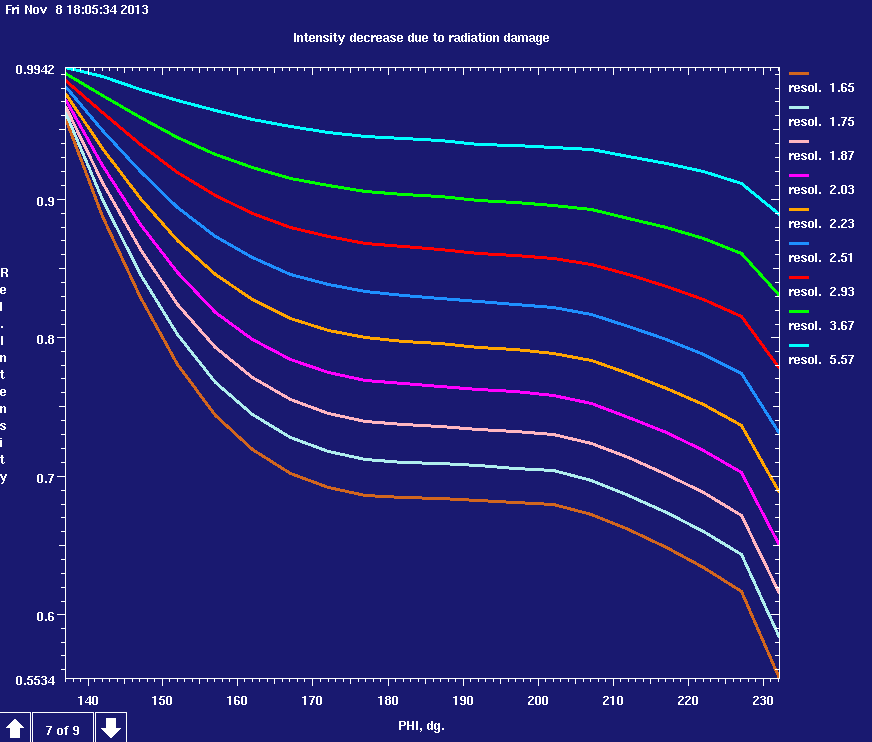 Fri Nov 8 18:05:34 2013
Intensity decrease due to radiation damage
0.9942
0.9
0.8
0.7
0.6
0.5534
Rel. Intensity
140 150 160 170 180 190 200 210 220 230
PHI, dg.
resol. 1.65
resol. 1.75
resol. 1.87
resol. 2.03
resol. 2.23
resol. 2.51
resol. 2.93
resol. 3.67
resol. 5.57
7 of 9